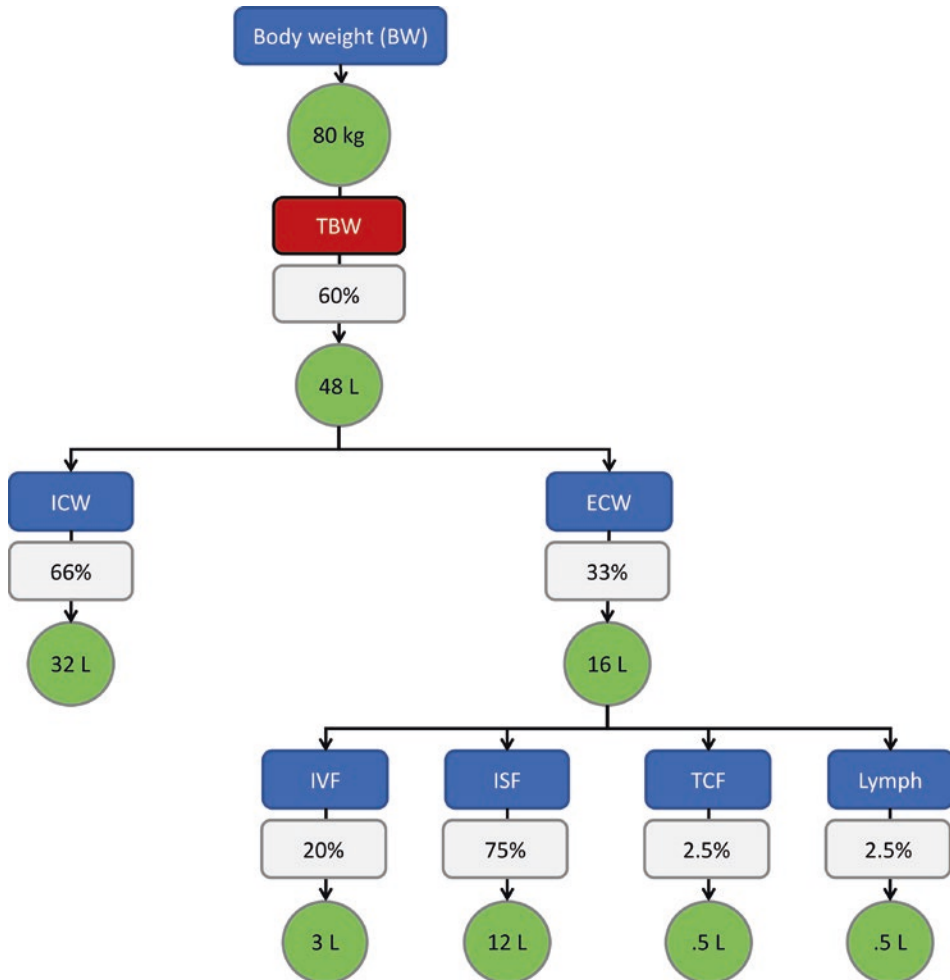 Body weight (BW)
80 kg
TBW
60%
48 L
ICW
ECW
66%
33%
32 L
16 L
IVF
ISF
TCF
Lymph
20%
75%
2.5%
2.5%
3 L
12 L
.5 L
.5 L